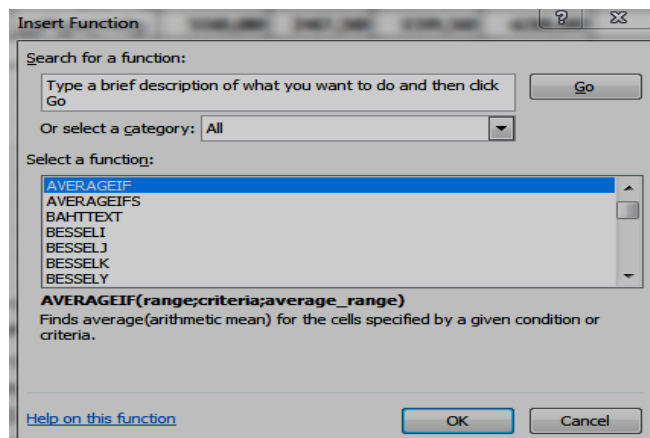 Insert Function
Search for a function:
Type a brief description of what you want to do and then click
Go
Go
Or select a category: All
Select a function:
AVERAGEIF
AVERAGEIFS
BAHTTEXT
BESSELI
BESSELJ
BESSELK
BESSELY
AVERAGEIF(range;criteria;average_range)
Finds average(arithmetic mean) for the cells specified by a given condition or
criteria.
Help on this function
OK
Cancel